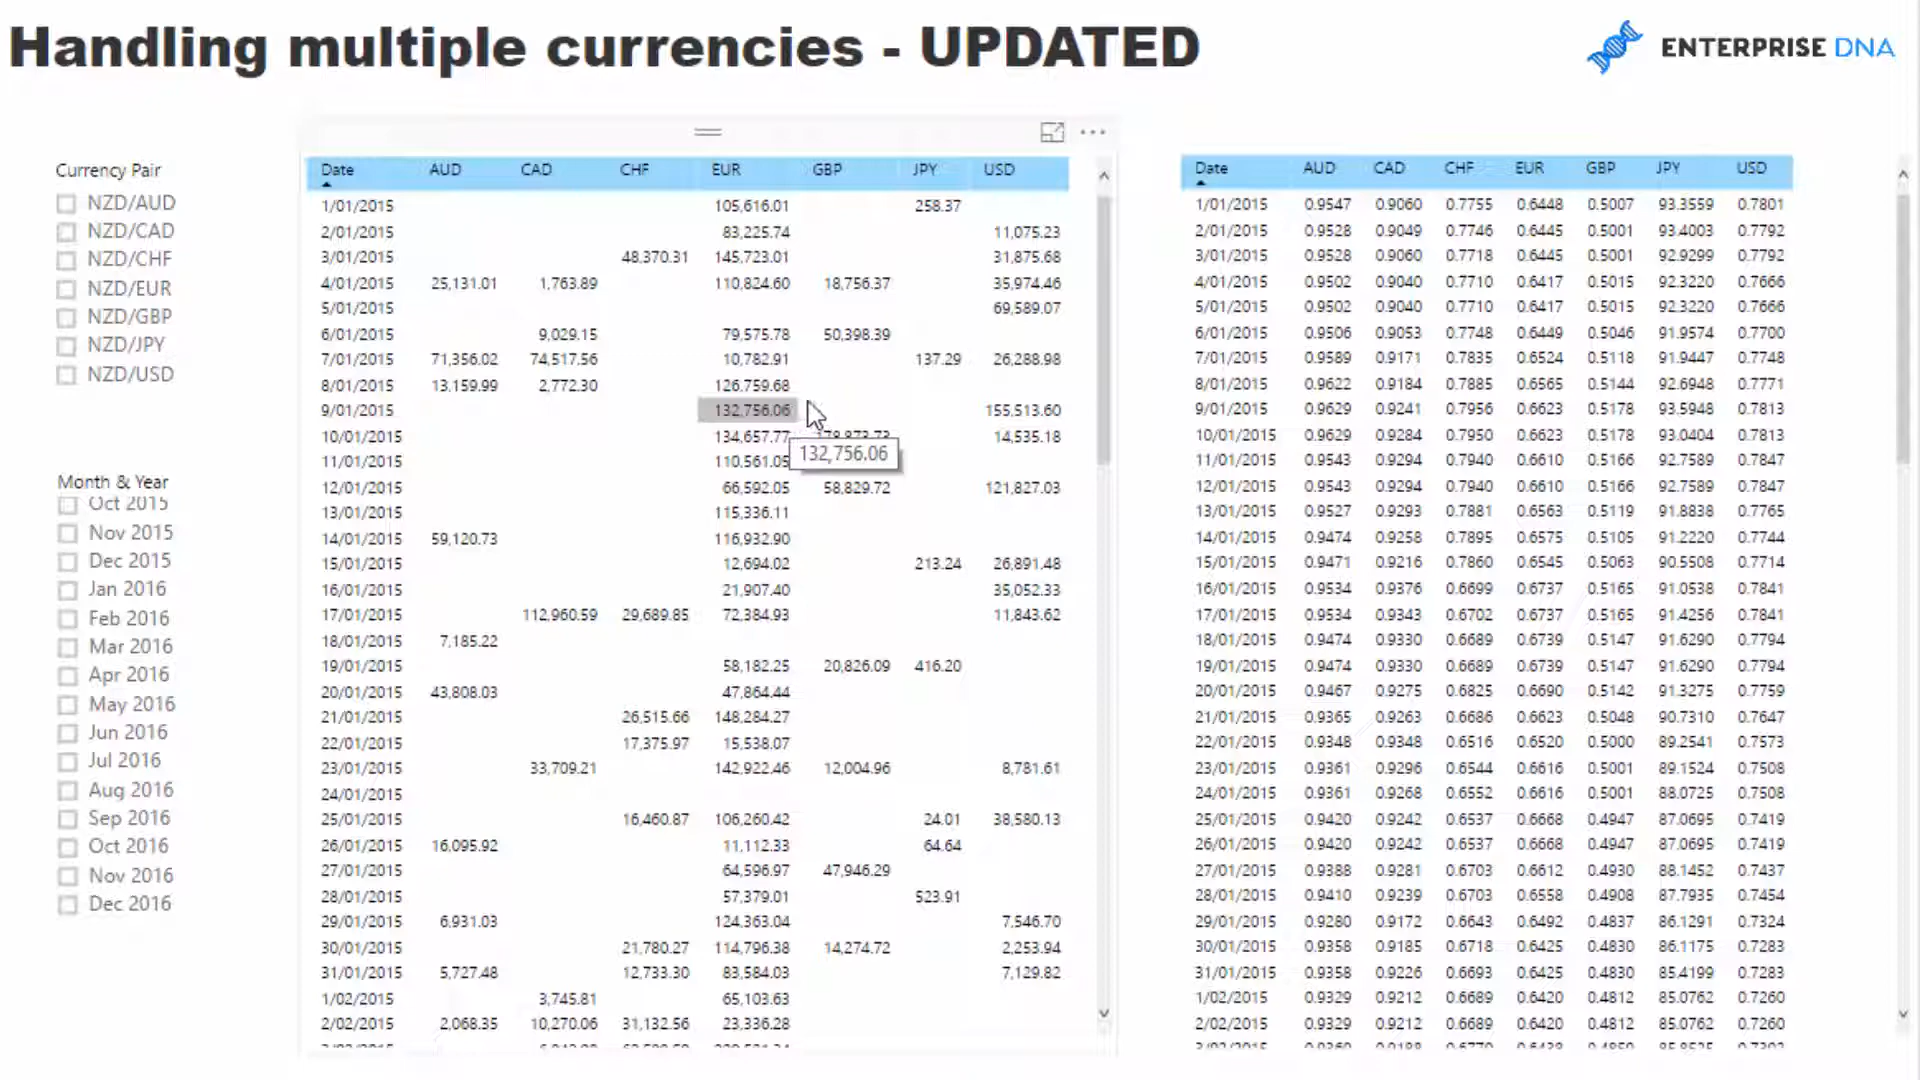 Handling multiple currencies - UPDATED
ENTERPRISE DNA
Currency Pair
NZD/AUD
NZD/CAD
NZD/CHF
NZD/EUR
NZD/GBP
NZD/JPY
NZD/USD
Month & Year
Oct 2015
Nov 2015
Dec 2015
Jan 2016
Feb 2016
Mar 2016
Apr 2016
May 2016
Jun 2016
Jul 2016
Aug 2016
Sep 2016
Oct 2016
Nov 2016
Dec 2016
Date AUD CAD CHF EUR GBP JPY USD
1/01/2015 105,616.01 258.37
2/01/2015 83,225.74 11,075.23
3/01/2015 48,370.31 145,723.01 31,875.68
4/01/2015 25,131.01 1,763.89 110,824.60 18,756.37 35,974.46
5/01/2015 69,589.07
6/01/2015 9,029.15 79,575.78 50,398.39
7/01/2015 71,356.02 74,517.56 10,782.91 137.29 26,288.98
8/01/2015 13,159.99 2,772.30 126,759.68
9/01/2015 132,756.06 155,513.60
10/01/2015 134,657.77 14,535.18
132,756.06
11/01/2015 110,561.05
12/01/2015 66,592.05 58,829.72 121,827.03
13/01/2015 115,336.11
14/01/2015 59,120.73 116,932.90
15/01/2015 12,694.02 213.24 26,891.48
16/01/2015 21,907.40 35,052.33
17/01/2015 112,960.59 29,689.85 72,384.93 11,843.62
18/01/2015 7,185.22
19/01/2015 58,182.25 20,826.09 416.20
20/01/2015 43,808.03 47,864.44
21/01/2015 26,515.66 148,284.27
22/01/2015 17,375.97 15,538.07
23/01/2015 33,709.21 142,922.46 12,004.96 8,781.61
24/01/2015
25/01/2015 16,460.87 106,260.42 24.01 38,580.13
26/01/2015 16,095.92 11,112.33 64.64
27/01/2015 64,596.97 47,946.29
28/01/2015 57,379.01 523.91
29/01/2015 6,931.03 124,363.04 7,546.70
30/01/2015 21,780.27 114,796.38 14,274.72 2,253.94
31/01/2015 5,727.48 12,733.30 83,584.03 7,129.82
1/02/2015 3,745.81 65,103.63
2/02/2015 2,068.35 10,270.06 31,132.56 23,336.28
Date AUD CAD CHF EUR GBP JPY USD
1/01/2015 0.9547 0.9060 0.7755 0.6448 0.5007 93.3559 0.7801
2/01/2015 0.9528 0.9049 0.7746 0.6445 0.5001 93.4003 0.7792
3/01/2015 0.9528 0.9060 0.7718 0.6445 0.5001 92.9299 0.7792
4/01/2015 0.9502 0.9040 0.7710 0.6417 0.5015 92.3220 0.7666
5/01/2015 0.9502 0.9040 0.7710 0.6417 0.5015 92.3220 0.7666
6/01/2015 0.9506 0.9053 0.7748 0.6449 0.5046 91.9574 0.7700
7/01/2015 0.9589 0.9171 0.7835 0.6524 0.5118 91.9447 0.7748
8/01/2015 0.9622 0.9184 0.7885 0.6565 0.5144 92.6948 0.7771
9/01/2015 0.9629 0.9241 0.7956 0.6623 0.5178 93.5948 0.7813
10/01/2015 0.9629 0.9284 0.7950 0.6623 0.5178 93.0404 0.7813
11/01/2015 0.9543 0.9294 0.7940 0.6610 0.5166 92.7589 0.7847
12/01/2015 0.9543 0.9294 0.7940 0.6610 0.5166 92.7589 0.7847
13/01/2015 0.9527 0.9293 0.7881 0.6563 0.5119 91.8838 0.7765
14/01/2015 0.9474 0.9258 0.7895 0.6575 0.5105 91.2220 0.7744
15/01/2015 0.9471 0.9216 0.7860 0.6545 0.5063 90.5508 0.7714
16/01/2015 0.9534 0.9376 0.6699 0.6737 0.5165 91.0538 0.7841
17/01/2015 0.9534 0.9343 0.6702 0.6737 0.5165 91.4256 0.7841
18/01/2015 0.9474 0.9330 0.6689 0.6739 0.5147 91.6290 0.7794
19/01/2015 0.9474 0.9330 0.6689 0.6739 0.5147 91.6290 0.7794
20/01/2015 0.9467 0.9275 0.6825 0.6690 0.5142 91.3275 0.7759
21/01/2015 0.9365 0.9263 0.6686 0.6623 0.5048 90.7310 0.7647
22/01/2015 0.9348 0.9348 0.6516 0.6520 0.5000 89.2541 0.7573
23/01/2015 0.9361 0.9296 0.6544 0.6616 0.5001 89.1524 0.7508
24/01/2015 0.9361 0.9268 0.6552 0.6616 0.5001 88.0725 0.7508
25/01/2015 0.9420 0.9242 0.6537 0.6668 0.4947 87.0695 0.7419
26/01/2015 0.9420 0.9242 0.6537 0.6668 0.4947 87.0695 0.7419
27/01/2015 0.9388 0.9281 0.6703 0.6612 0.4930 88.1452 0.7437
28/01/2015 0.9410 0.9239 0.6703 0.6558 0.4908 87.7935 0.7454
29/01/2015 0.9280 0.9172 0.6643 0.6492 0.4837 86.1291 0.7324
30/01/2015 0.9358 0.9185 0.6718 0.6425 0.4830 86.1175 0.7283
31/01/2015 0.9358 0.9226 0.6693 0.6425 0.4830 85.4199 0.7283
1/02/2015 0.9329 0.9212 0.6689 0.6420 0.4812 85.0762 0.7260
2/02/2015 0.9329 0.9212 0.6689 0.6420 0.4812 85.0762 0.7260